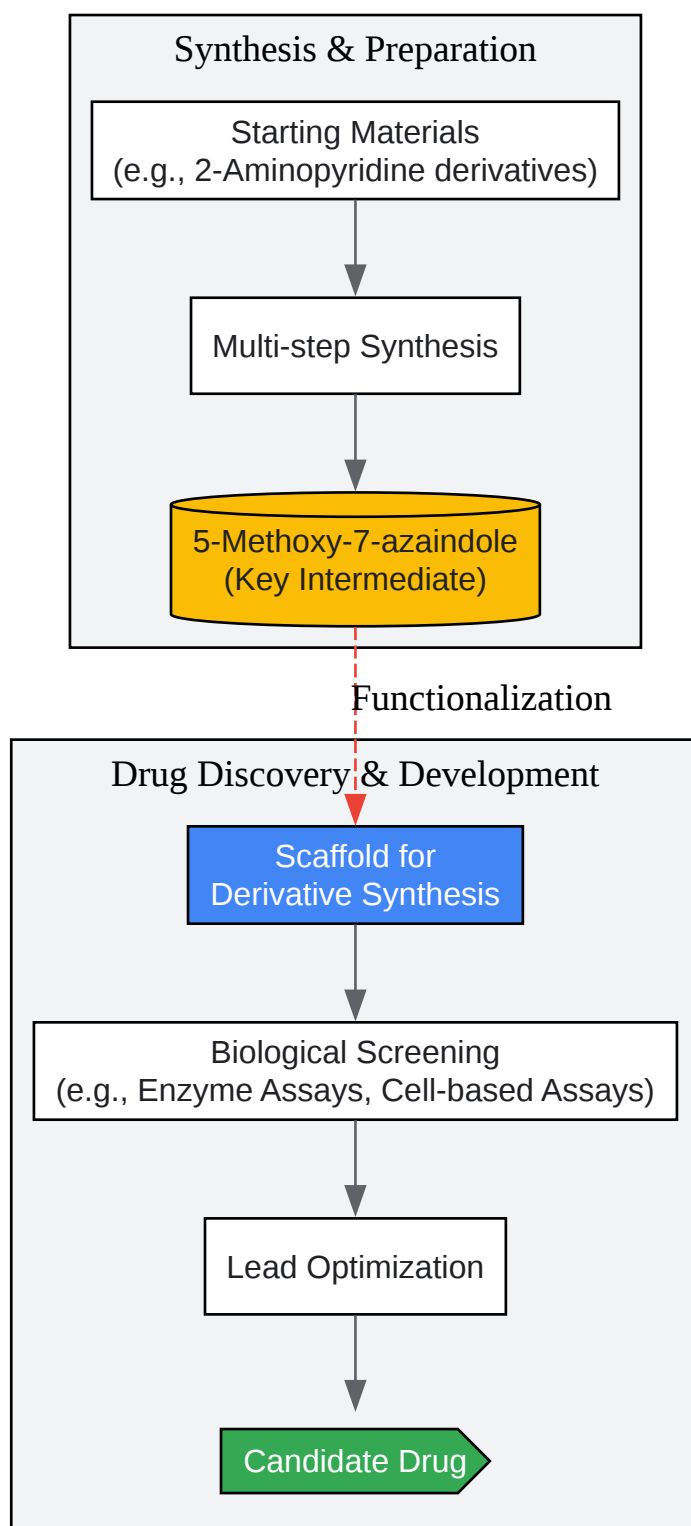 Synthesis & Preparation
Starting Materials
(e.g., 2-Aminopyridine derivatives)
Multi-step Synthesis
5-Methoxy-7-azaindole
(Key Intermediate)
Functionalization
Drug Discovery & Development
Scaffold for
Derivative Synthesis
Biological Screening
(e.g., Enzyme Assays, Cell-based Assays)
Lead Optimization
Candidate Drug